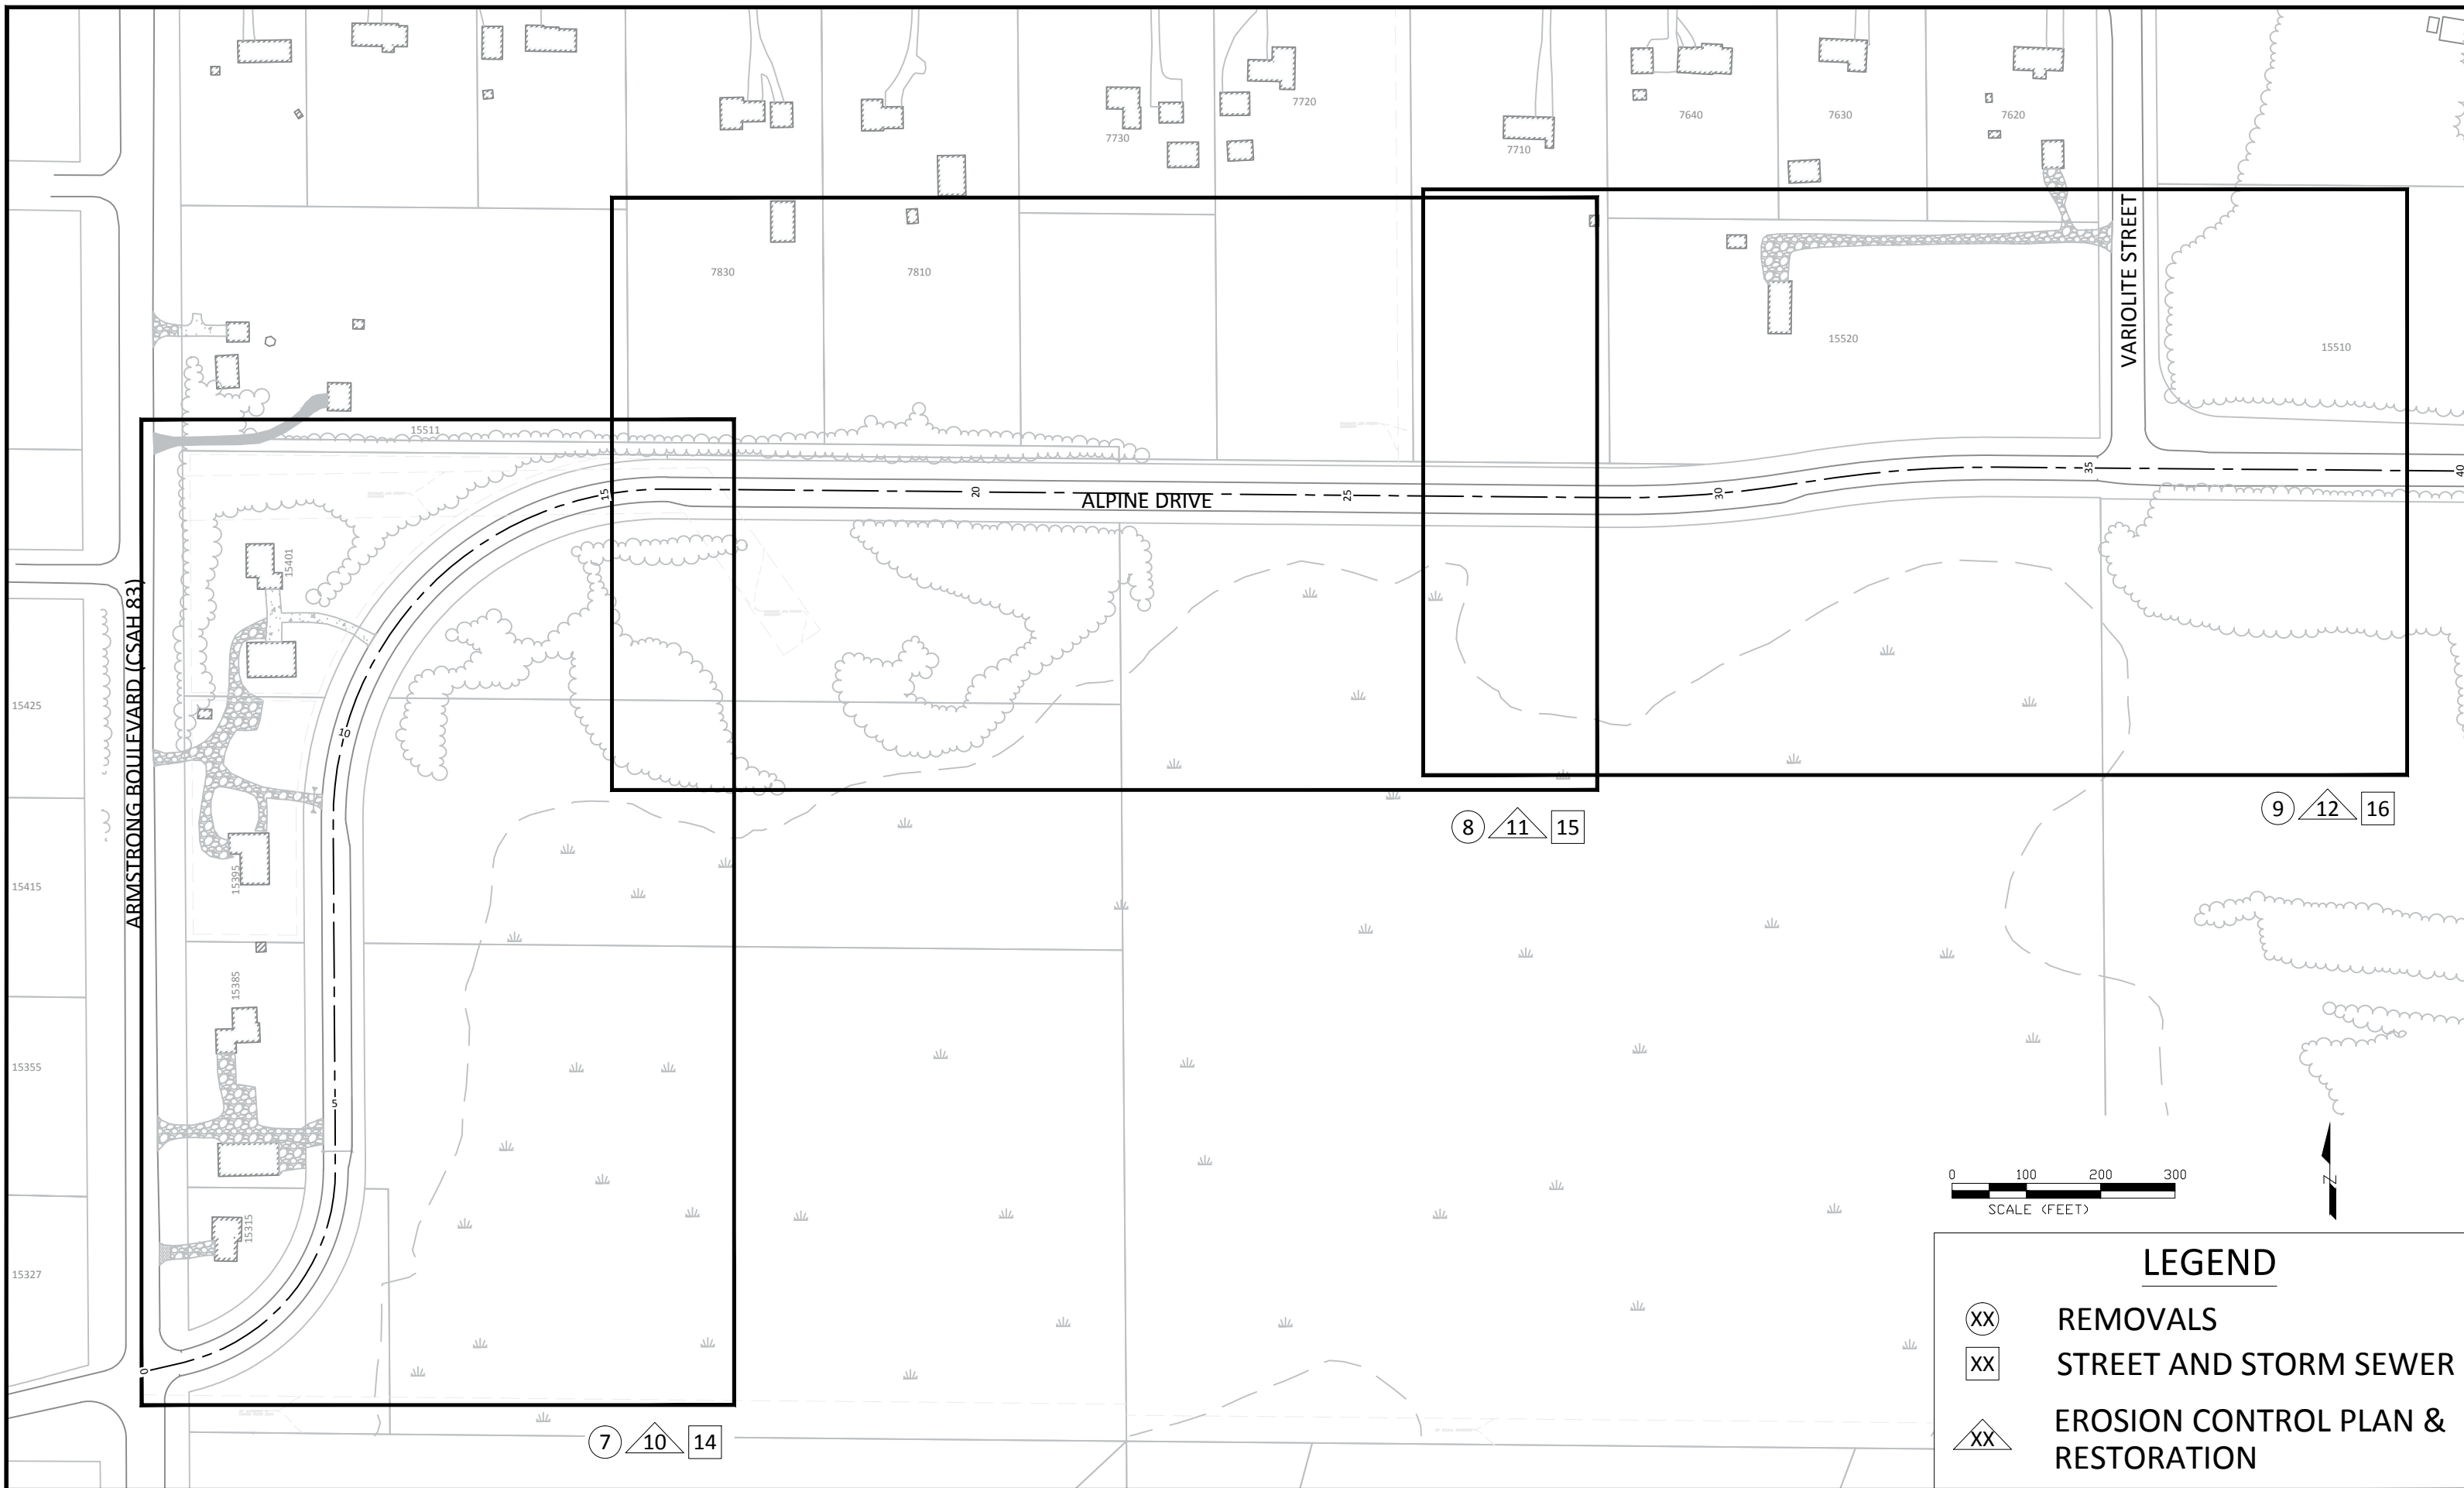 7720
7730
7710
7640
7630
7620
7830
7810
VARIOLITE STREET
15520
15510
15511
15
20
25
30
35
40
ALPINE DRIVE
15401
ARMSTRONG BOULEVARD (CSAH 83)
15425
10
8 11 15
9 12 16
15415
15395
15385
15355
5
15315
15327
0
7 10 14
0 100 200 300
SCALE (FEET)
N
LEGEND
XX REMOVALS
XX STREET AND STORM SEWER
XX EROSION CONTROL PLAN &
RESTORATION